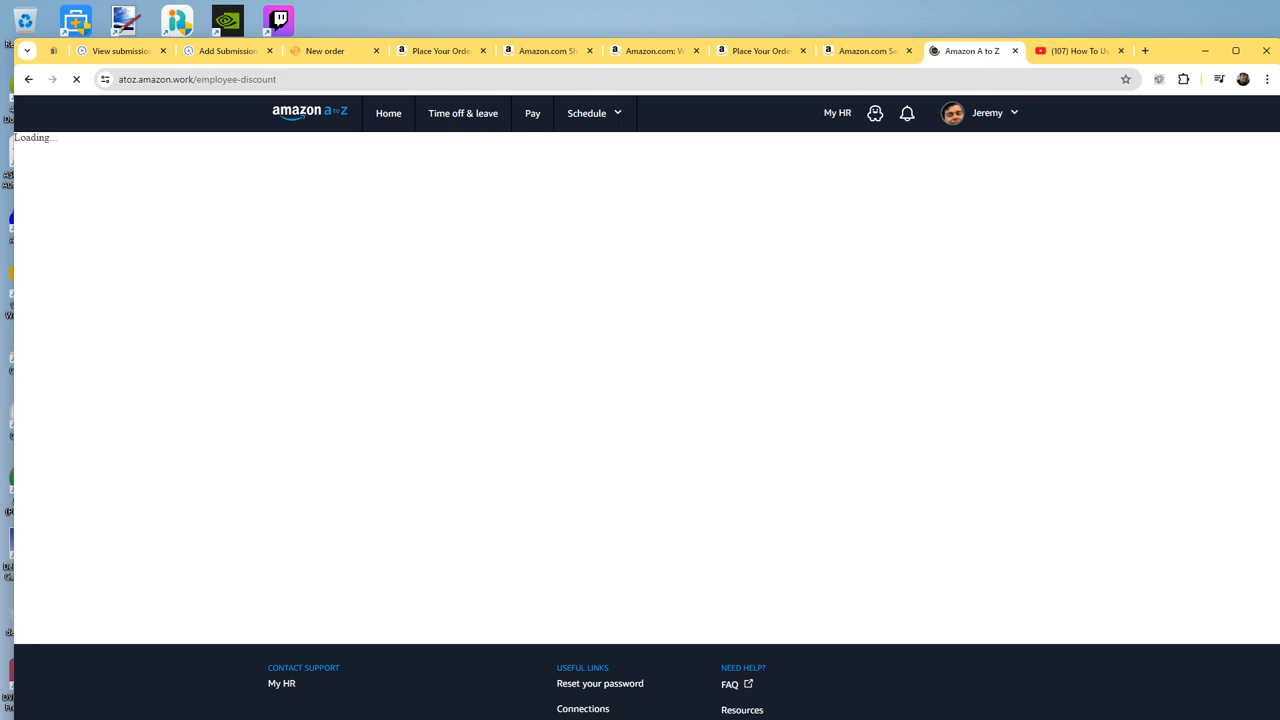 View submission
Add Submission
New order
Place Your Orde
Amazon.com Sh
Amazon.com: W
Place Your Orde
Amazon.com Se
Amazon A to Z
(107) How To Us
atoz.amazon.work/employee-discount
amazon atoz
Home
Time off & leave
Pay
Schedule
My HR
Jeremy
Loading...
CONTACT SUPPORT
USEFUL LINKS
NEED HELP?
My HR
Reset your password
FAQ
Connections
Resources